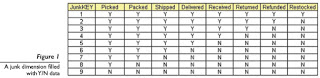 JunkKEY Picked Packed Shipped Delivered Received Returned Refunded Restocked
1 Y Y Y Y Y Y Y Y
2 Y Y Y Y Y Y Y N
3 Y Y Y Y Y Y N N
4 Y Y Y Y Y N N N
5 Y Y Y Y N N N N
6 Y Y Y N N N N N
7 Y Y N N N N N N
8 Y N N N N N N N
9 N N N N N N N N
Figure 1
A junk dimension filled
with Y/N data